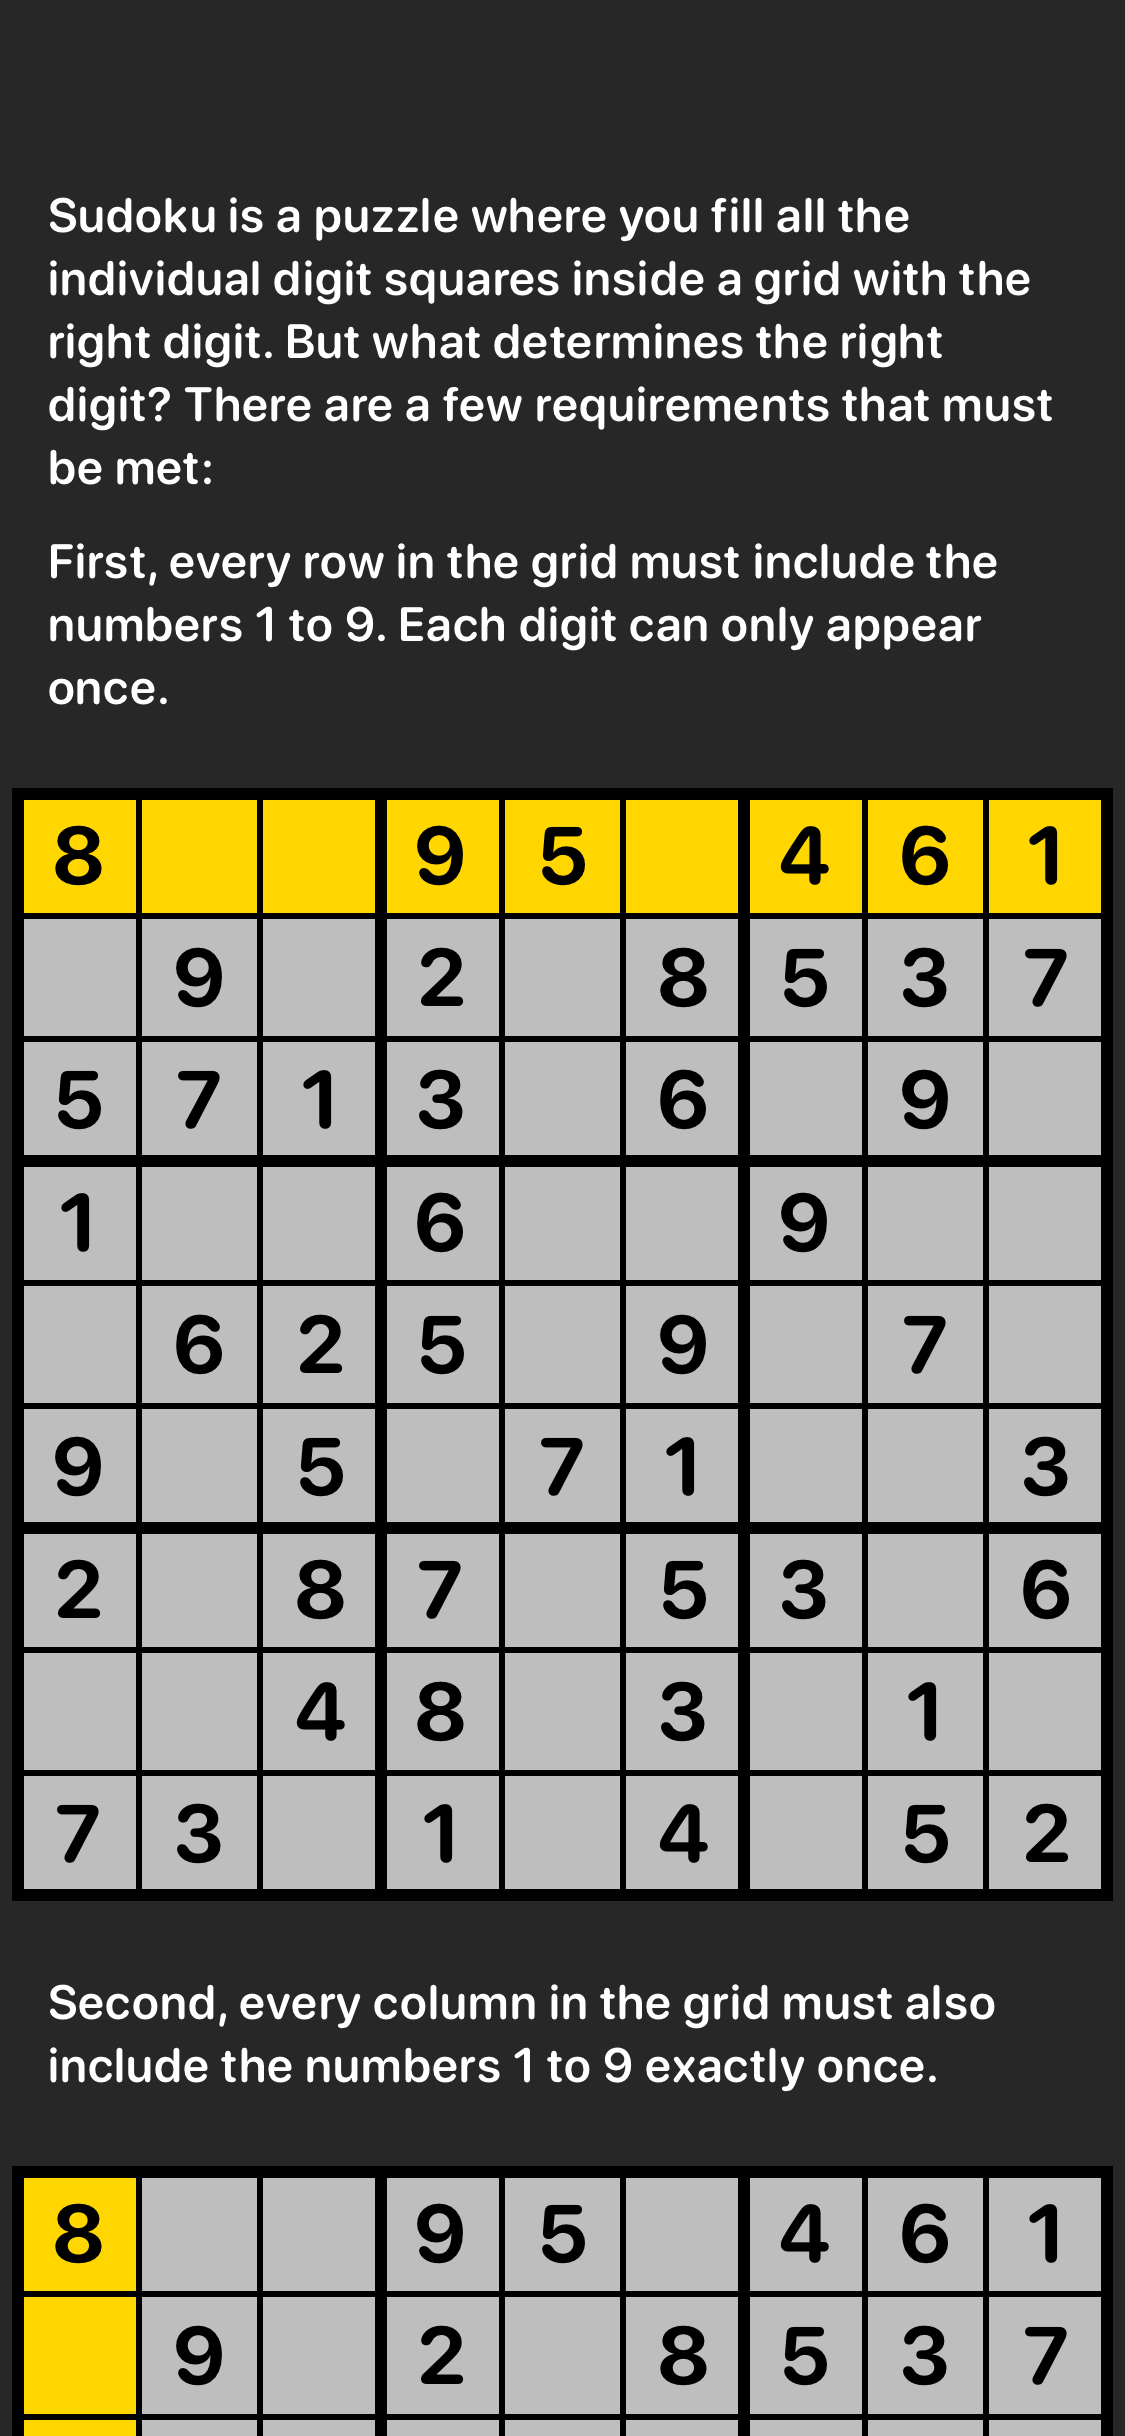 Sudoku is a puzzle where you fill all the
individual digit squares inside a grid with the
right digit. But what determines the right
digit? There are a few requirements that must
be met:
First, every row in the grid must include the
numbers 1 to 9. Each digit can only appear
once.
8 9 5 4 6 1
9 2 8 5 3 7
5 7 1 3 6 9
1 6 9
6 2 5 9 7
9 5 7 1 3
2 8 7 5 3 6
4 8 3 1
7 3 1 4 5 2
Second, every column in the grid must also
include the numbers 1 to 9 exactly once.
8 9 5 4 6 1
9 2 8 5 3 7